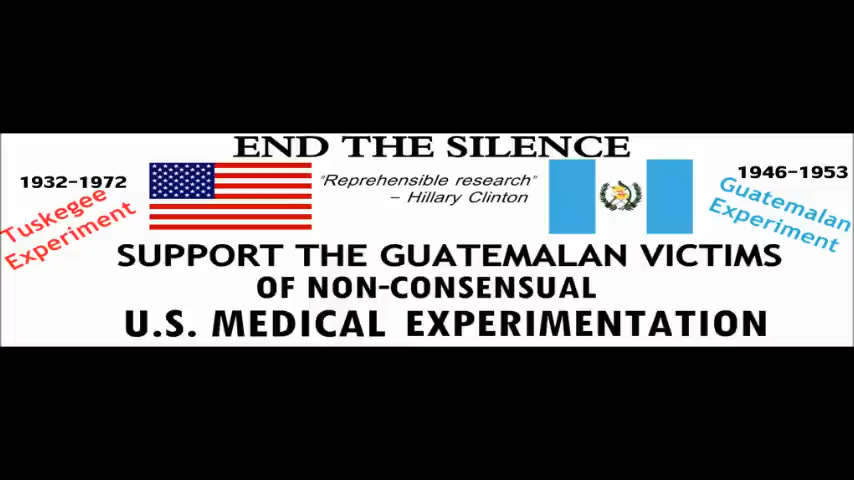 END THE SILENCE
1932-1972
Tuskegee
Experiment
"Reprehensible research"
– Hillary Clinton
1946-1953
Guatemalan
Experiment
SUPPORT THE GUATEMALAN VICTIMS
OF NON-CONSENSUAL
U.S. MEDICAL EXPERIMENTATION